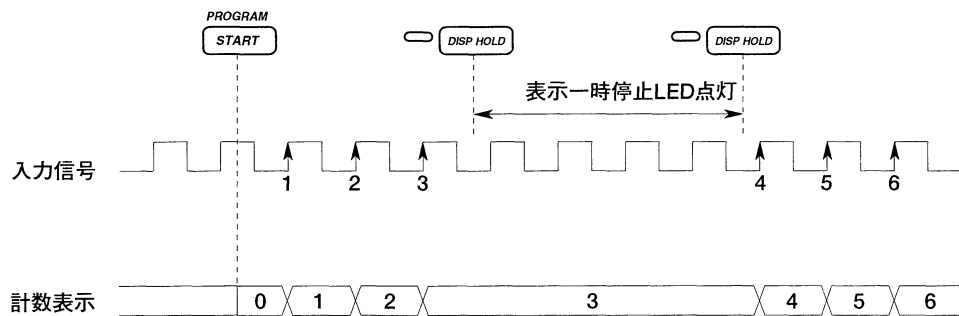 PROGRAM
START
DISP HOLD
DISP HOLD
表示一時停止LED点灯
入力信号
1 2 3 4 5 6
計数表示
0 1 2 3 4 5 6